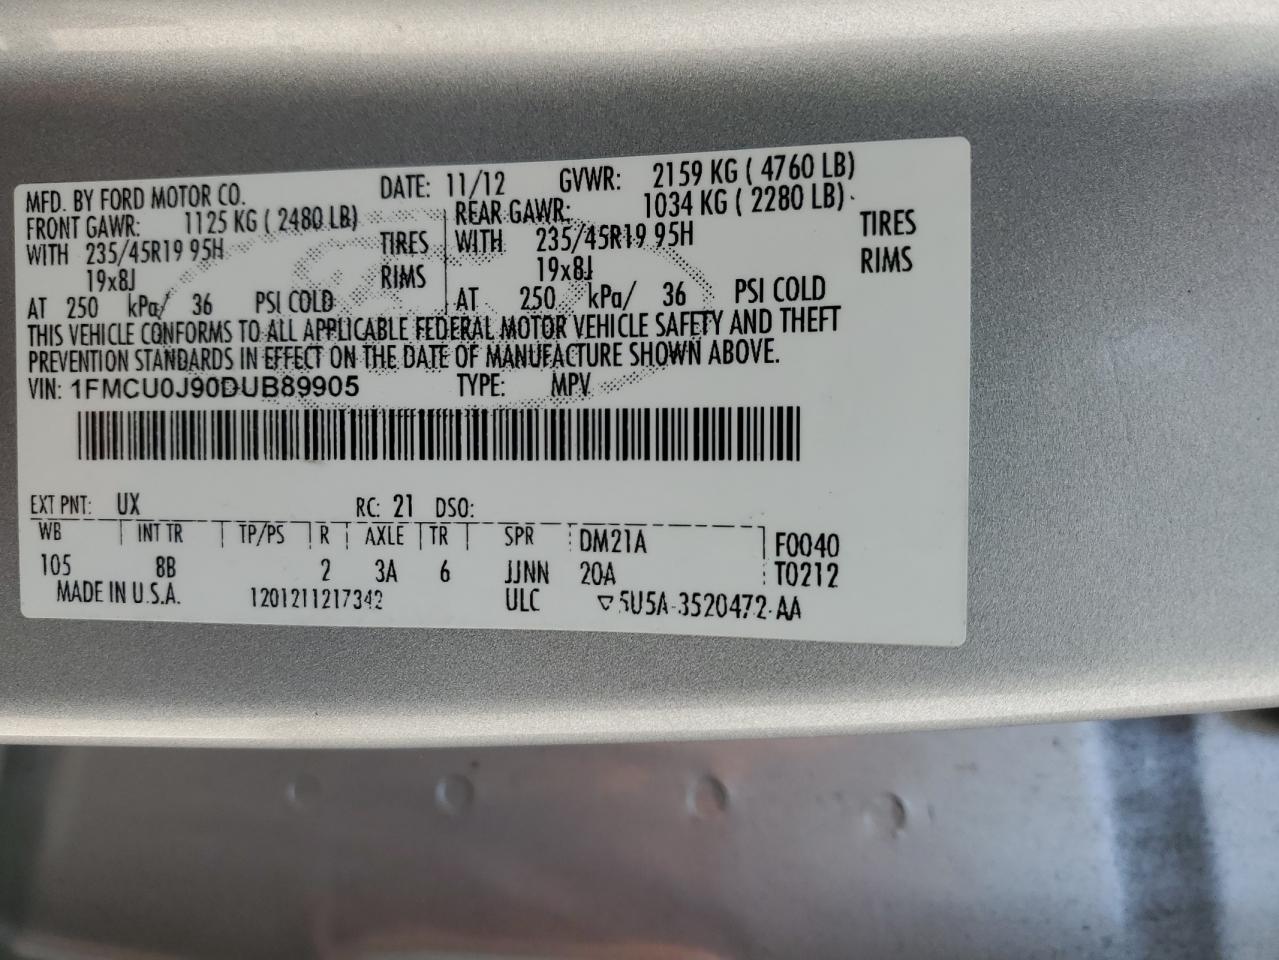 MFD. BY FORD MOTOR CO. DATE: 11/12 GVWR: 2159 KG ( 4760 LB)
FRONT GAWR: 1125 KG ( 2480 LB) REAR GAWR: 1034 KG ( 2280 LB)
WITH 235/45R19 95H TIRES WITH 235/45R19 95H TIRES
19x8J RIMS 19x8J RIMS
AT 250 kPa/ 36 PSI COLD AT 250 kPa/ 36 PSI COLD
THIS VEHICLE CONFORMS TO ALL APPLICABLE FEDERAL MOTOR VEHICLE SAFETY AND THEFT
PREVENTION STANDARDS IN EFFECT ON THE DATE OF MANUFACTURE SHOWN ABOVE.
VIN: 1FMCU0J90DUB89905 TYPE: MPV
EXT PNT: UX RC: 21 DSO:
WB INT TR TP/PS R AXLE TR SPR DM21A F0040
105 8B 2 3A 6 JJNN 20A T0212
MADE IN U.S.A. 1201211217342 ULC ▽5U5A-3520472-AA